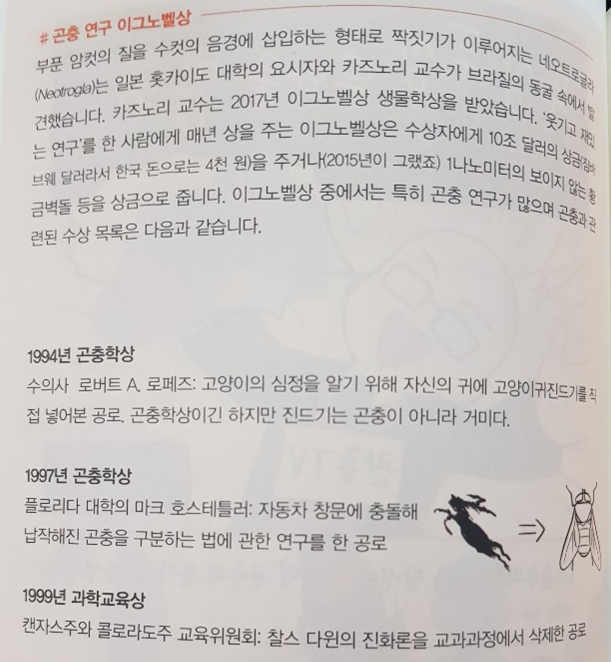 # 곤충 연구 이그노벨상
부푼 암컷의 질을 수컷의 음경에 삽입하는 형태로 짝짓기가 이루어지는 네오트로글라
(Neotrogla)는 일본 홋카이도 대학의 요시자와 카즈노리 교수가 브라질의 동굴 속에서 발
견했습니다. 카즈노리 교수는 2017년 이그노벨상 생물학상을 받았습니다. '웃기고 재밌
는 연구'를 한 사람에게 매년 상을 주는 이그노벨상은 수상자에게 10조 달러의 상금(짐바
브웨 달러라서 한국 돈으로는 4천 원)을 주거나(2015년이 그랬죠) 1나노미터의 보이지 않는 황
금벽돌 등을 상금으로 줍니다. 이그노벨상 중에서는 특히 곤충 연구가 많으며 곤충과 관
련된 수상 목록은 다음과 같습니다.
1994년 곤충학상
수의사 로버트 A. 로페즈: 고양이의 심정을 알기 위해 자신의 귀에 고양이귀진드기를 직
접 넣어본 공로. 곤충학상이긴 하지만 진드기는 곤충이 아니라 거미다.
1997년 곤충학상
플로리다 대학의 마크 호스테틀러: 자동차 창문에 충돌해
납작해진 곤충을 구분하는 법에 관한 연구를 한 공로
1999년 과학교육상
캔자스주와 콜로라도주 교육위원회: 찰스 다윈의 진화론을 교과과정에서 삭제한 공로